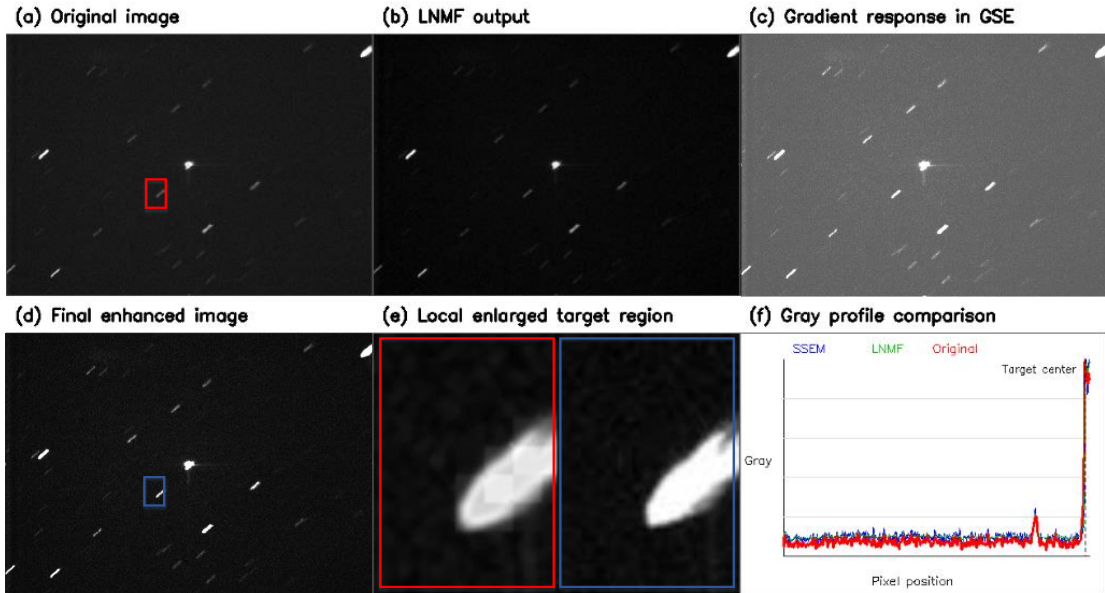 (a) Original image
(b) LNMF output
(c) Gradient response in GSE
(d) Final enhanced image
(e) Local enlarged target region
(f) Gray profile comparison
SSEM LNMF Original
Target center
Gray
Pixel position